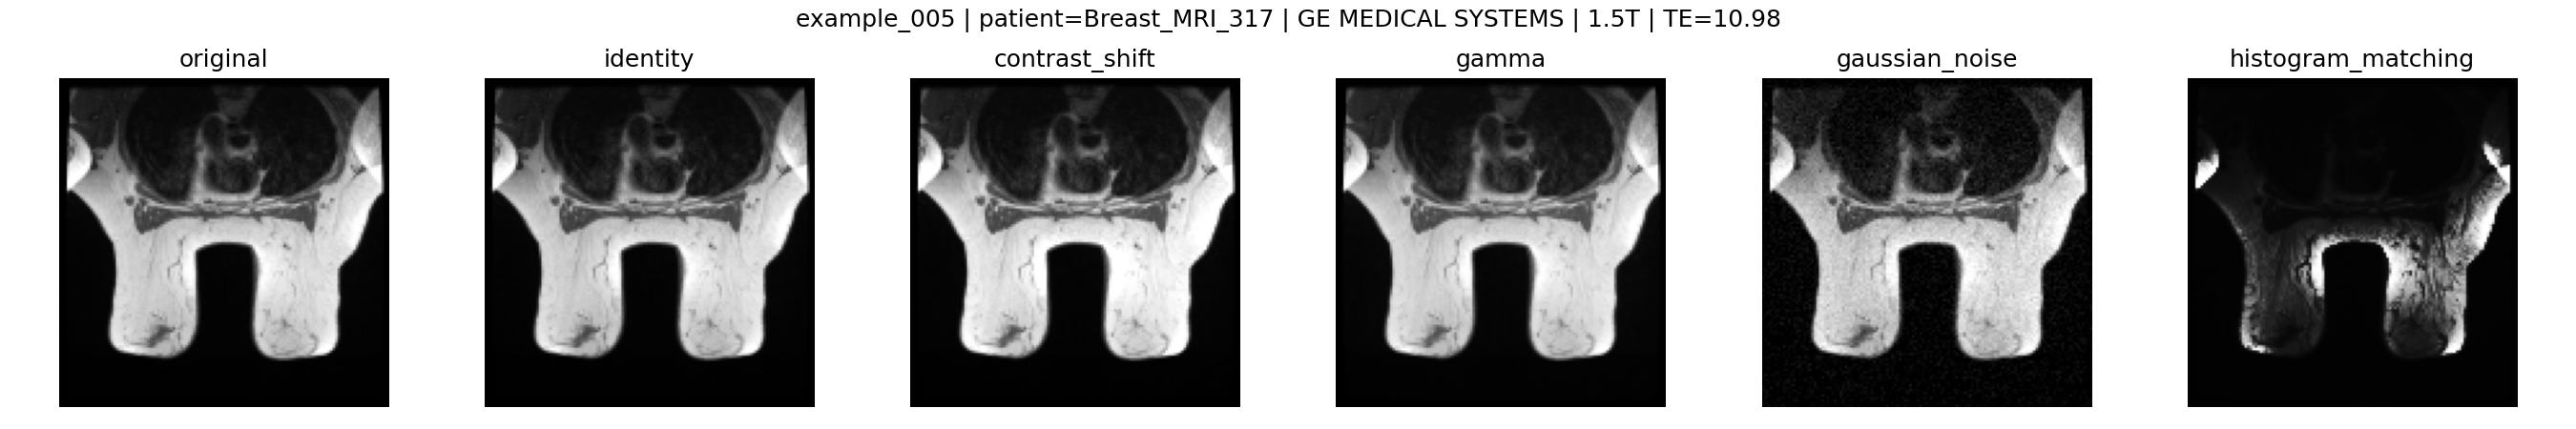 example_005 | patient=Breast_MRI_317 | GE MEDICAL SYSTEMS | 1.5T | TE=10.98
original
identity
contrast_shift
gamma
gaussian_noise
histogram_matching